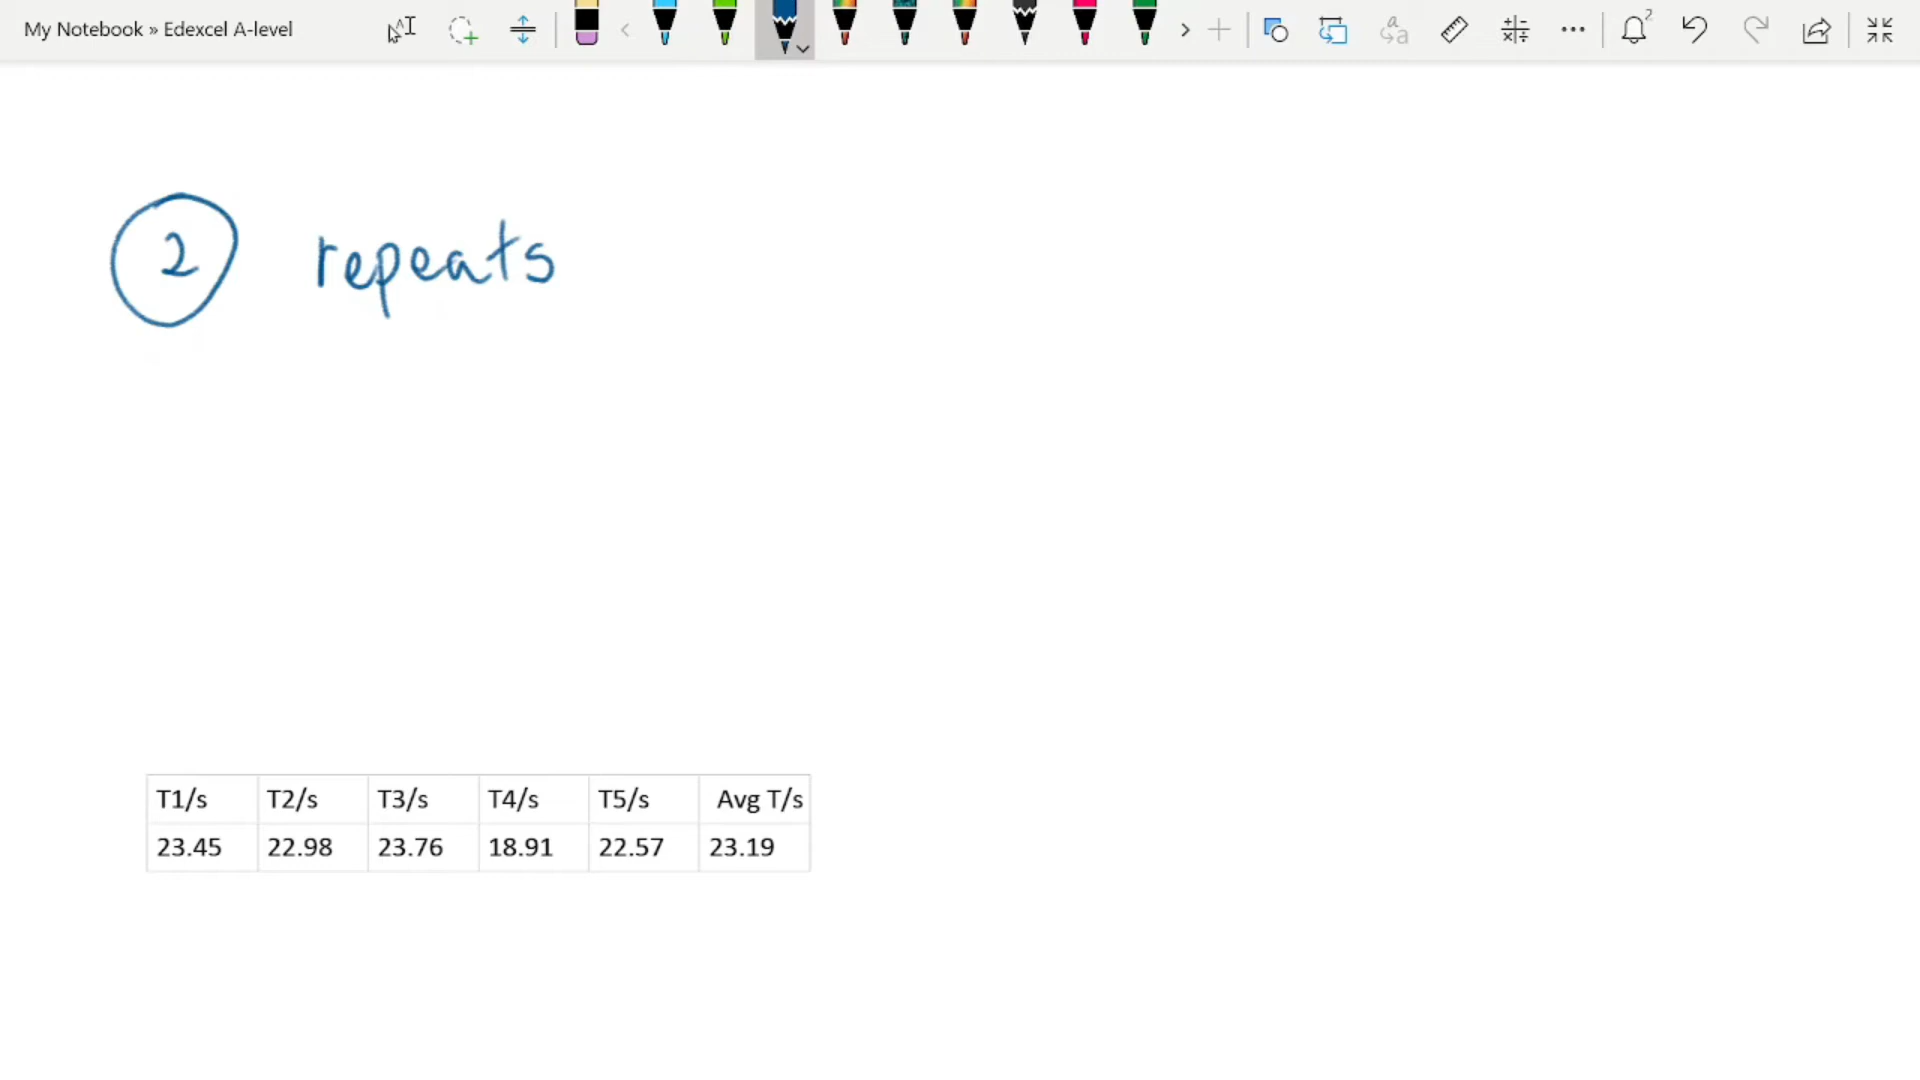 My Notebook » Edexcel A-level
2
2 repeats
T1/s T2/s T3/s T4/s T5/s Avg T/s
23.45 22.98 23.76 18.91 22.57 23.19